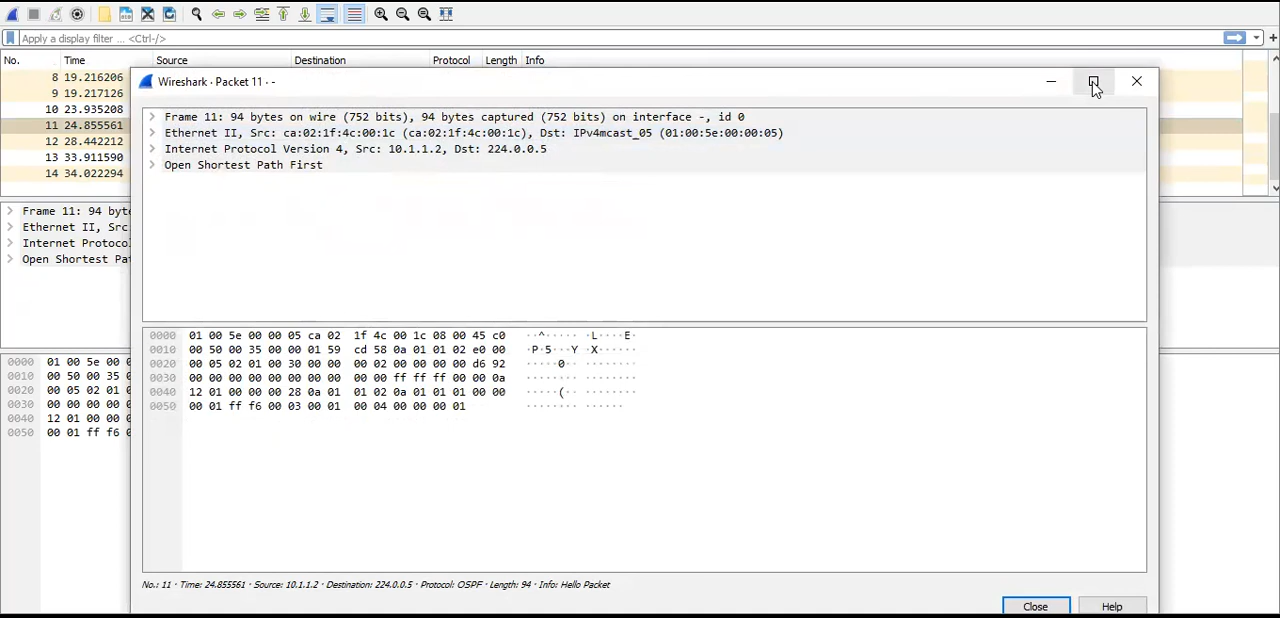 Apply a display filter ... <Ctrl-/>
No. Time Source Destination Protocol Length Info
8 19.216206
9 19.217126
10 23.935208
11 24.855561
12 28.442212
13 33.911590
14 34.022294
Wireshark · Packet 11 · -
Frame 11: 94 bytes on wire (752 bits), 94 bytes captured (752 bits) on interface -, id 0
Ethernet II, Src: ca:02:1f:4c:00:1c (ca:02:1f:4c:00:1c), Dst: IPv4mcast_05 (01:00:5e:00:00:05)
Internet Protocol Version 4, Src: 10.1.1.2, Dst: 224.0.0.5
Open Shortest Path First
Frame 11: 94 byte
Ethernet II, Src
Internet Protoco
Open Shortest Pa
0000 01 00 5e 00 00 05 ca 02 1f 4c 00 1c 08 00 45 c0 ··^····· ·L····E·
0010 00 50 00 35 00 00 01 59 cd 58 0a 01 01 02 e0 00 ·P·5···Y ·X······
0020 00 05 02 01 00 30 00 00 00 02 00 00 00 00 d6 92 ·····0·· ········
0030 00 00 00 00 00 00 00 00 00 00 ff ff ff 00 00 0a ········ ········
0040 12 01 00 00 00 28 0a 01 01 02 0a 01 01 01 00 00 ·····(·· ········
0050 00 01 ff f6 00 03 00 01 00 04 00 00 00 01 ········ ······
0000 01 00 5e 00 0
0010 00 50 00 35 0
0020 00 05 02 01 0
0030 00 00 00 00 0
0040 12 01 00 00 0
0050 00 01 ff f6 0
No.: 11 · Time: 24.855561 · Source: 10.1.1.2 · Destination: 224.0.0.5 · Protocol: OSPF · Length: 94 · Info: Hello Packet
Close Help